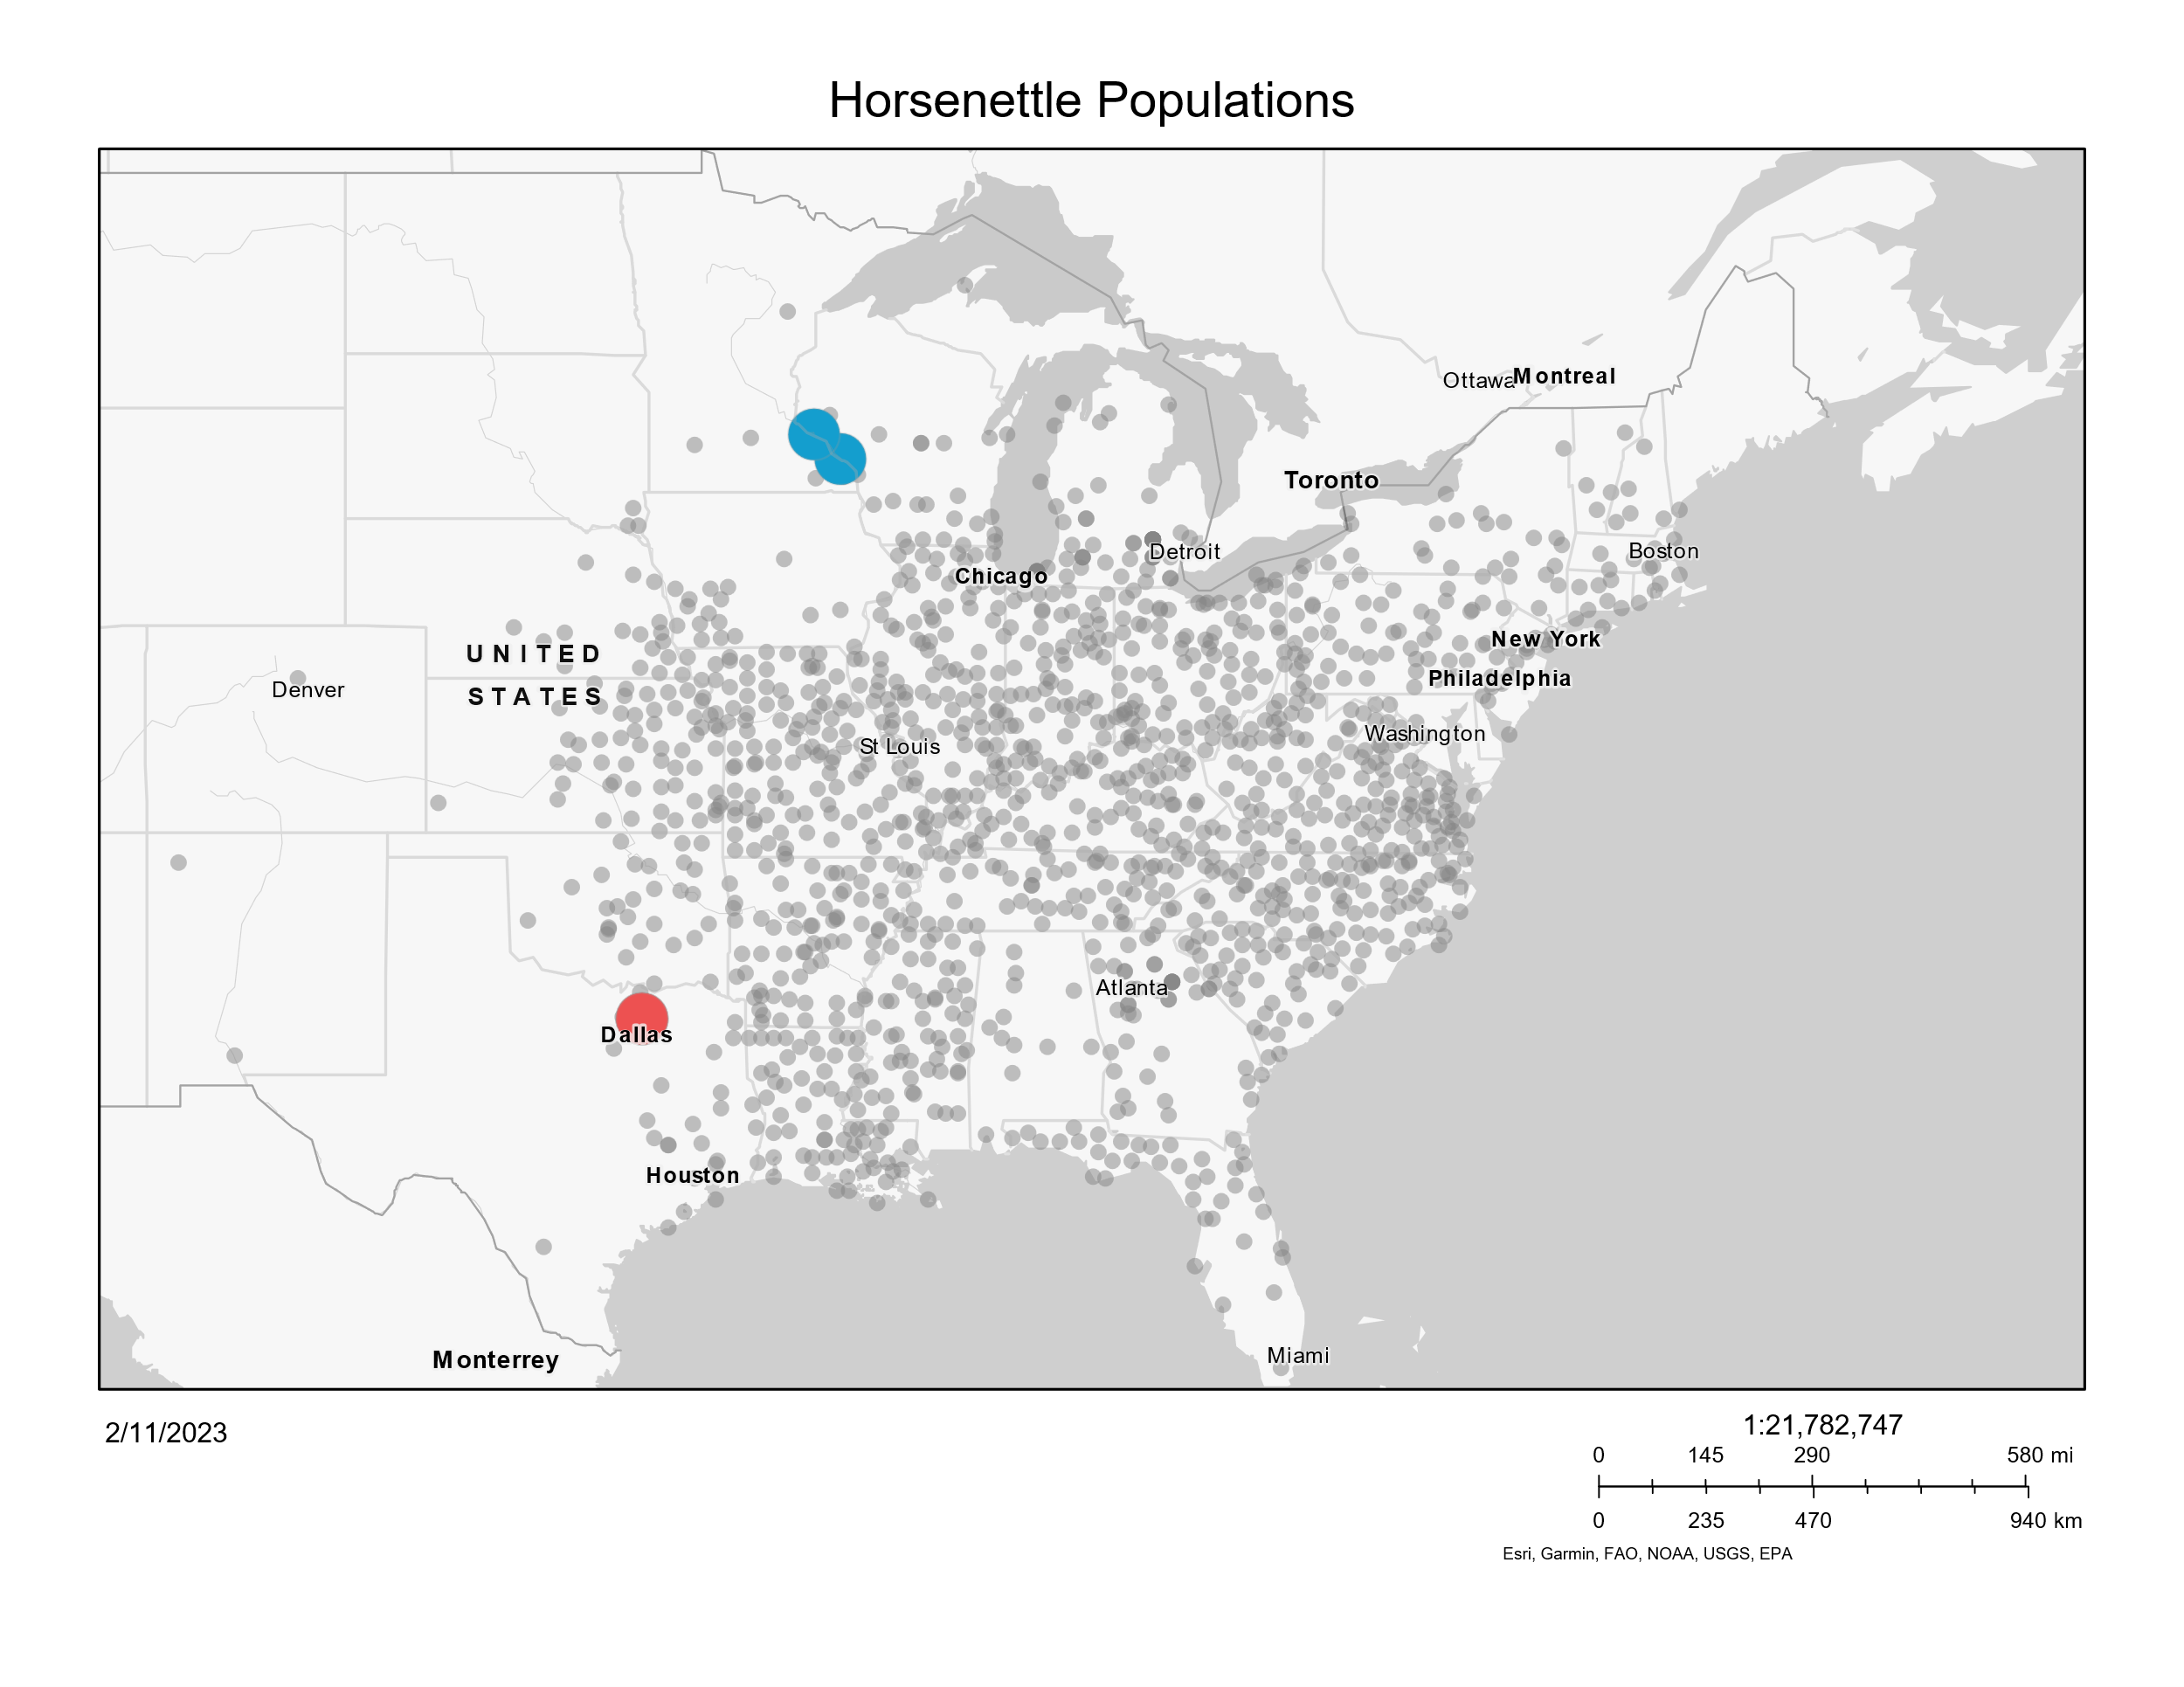 Horsenettle Populations
Ottawa Montreal
Toronto
Detroit
Boston
Chicago
New York
UNITED
STATES
Denver
Philadelphia
Washington
St Louis
Atlanta
Dallas
Houston
Miami
Monterrey
2/11/2023
1:21,782,747
0 145 290 580 mi
0 235 470 940 km
Esri, Garmin, FAO, NOAA, USGS, EPA